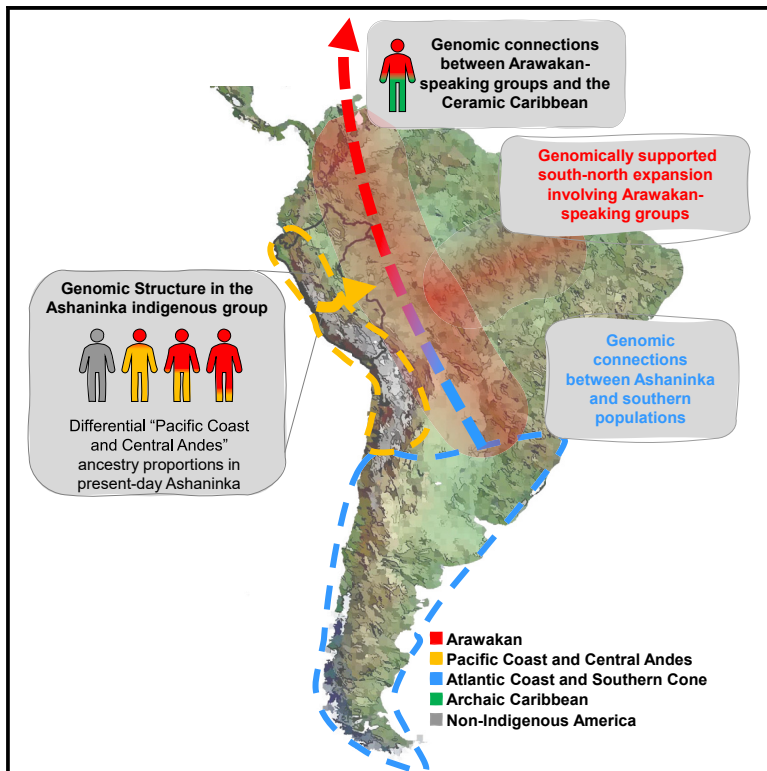 Genomic connections
between Arawakan-
speaking groups and the
Ceramic Caribbean
Genomically supported
south-north expansion
involving Arawakan-
speaking groups
Genomic Structure in the
Ashaninka indigenous group
Differential “Pacific Coast
and Central Andes”
ancestry proportions in
present-day Ashaninka
Genomic
connections
between Ashaninka
and southern
populations
Arawakan
Pacific Coast and Central Andes
Atlantic Coast and Southern Cone
Archaic Caribbean
Non-Indigenous America